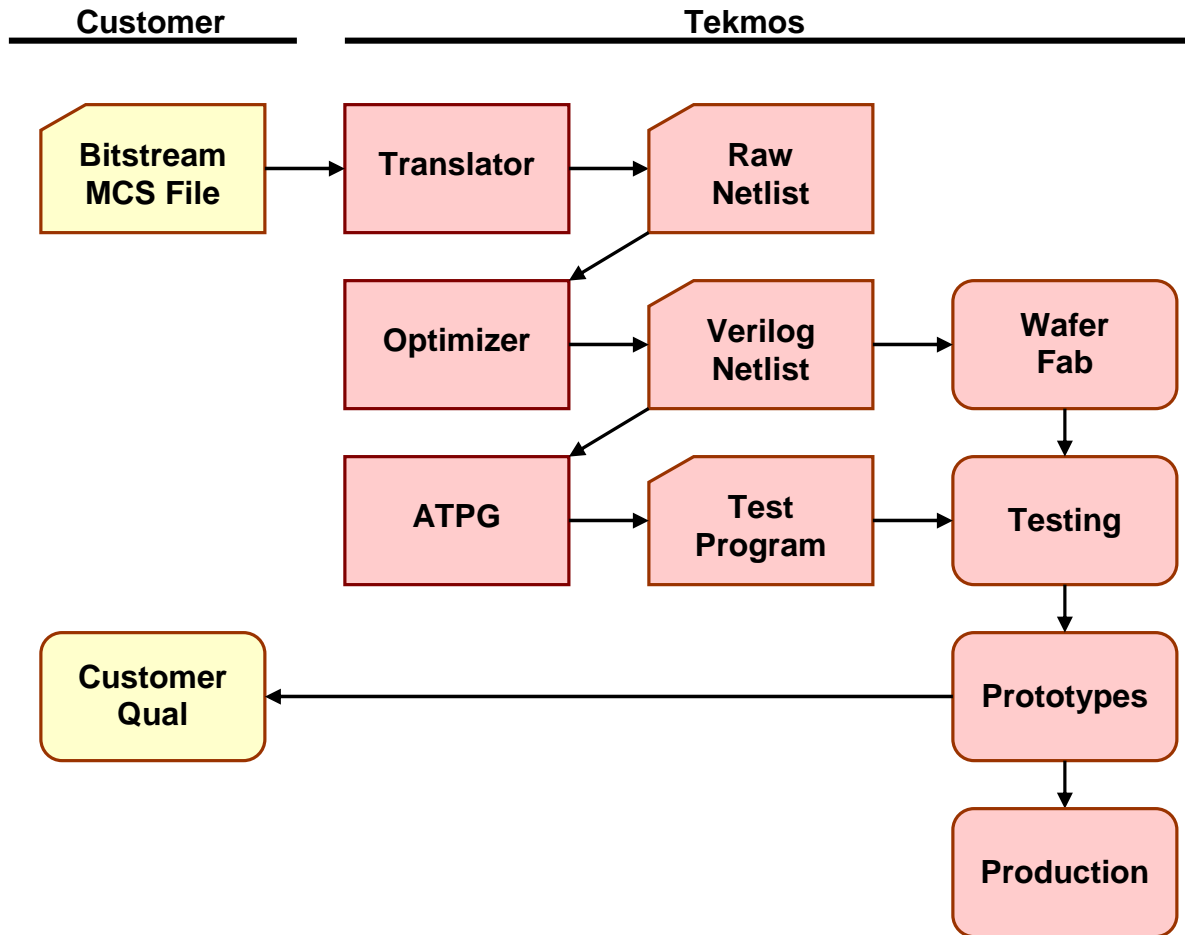 Customer
Tekmos
Bitstream
MCS File
Translator
Raw
Netlist
Optimizer
Verilog
Netlist
Wafer
Fab
ATPG
Test
Program
Testing
Customer
Qual
Prototypes
Production